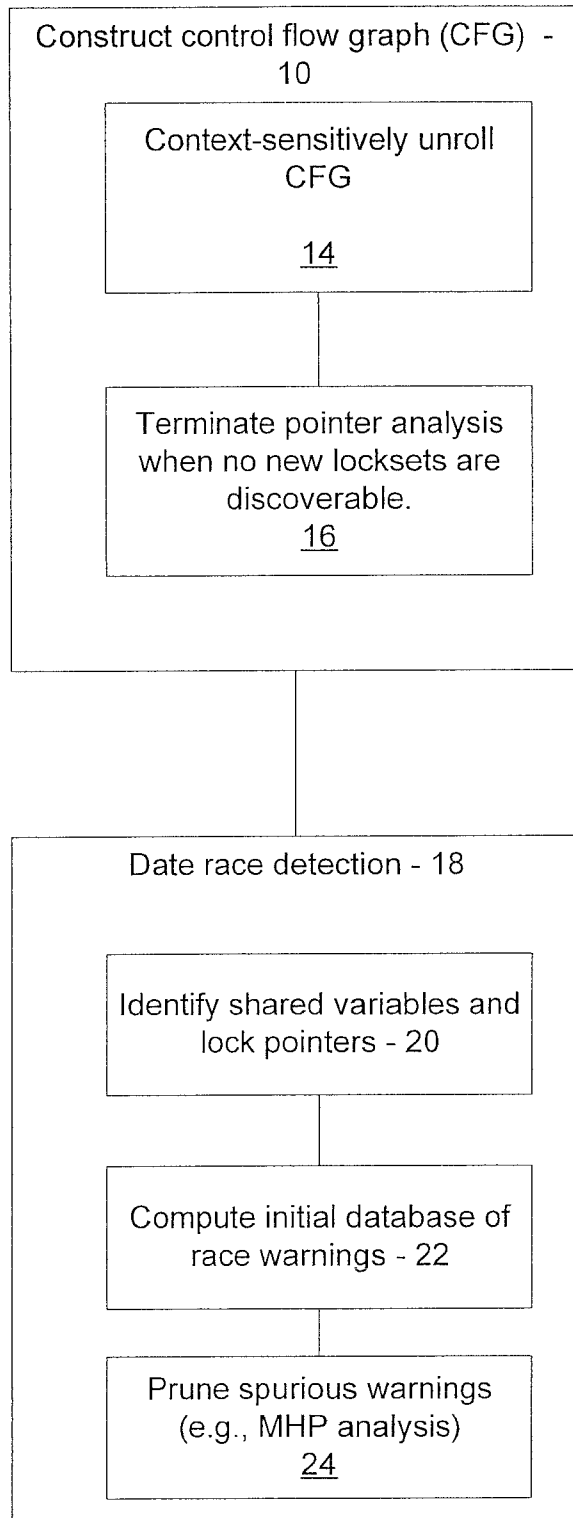 Construct control flow graph (CFG) -
10
Context-sensitively unroll
CFG
14
Terminate pointer analysis
when no new locksets are
discoverable.
16
Date race detection - 18
Identify shared variables and
lock pointers - 20
Compute initial database of
race warnings - 22
Prune spurious warnings
(e.g., MHP analysis)
24